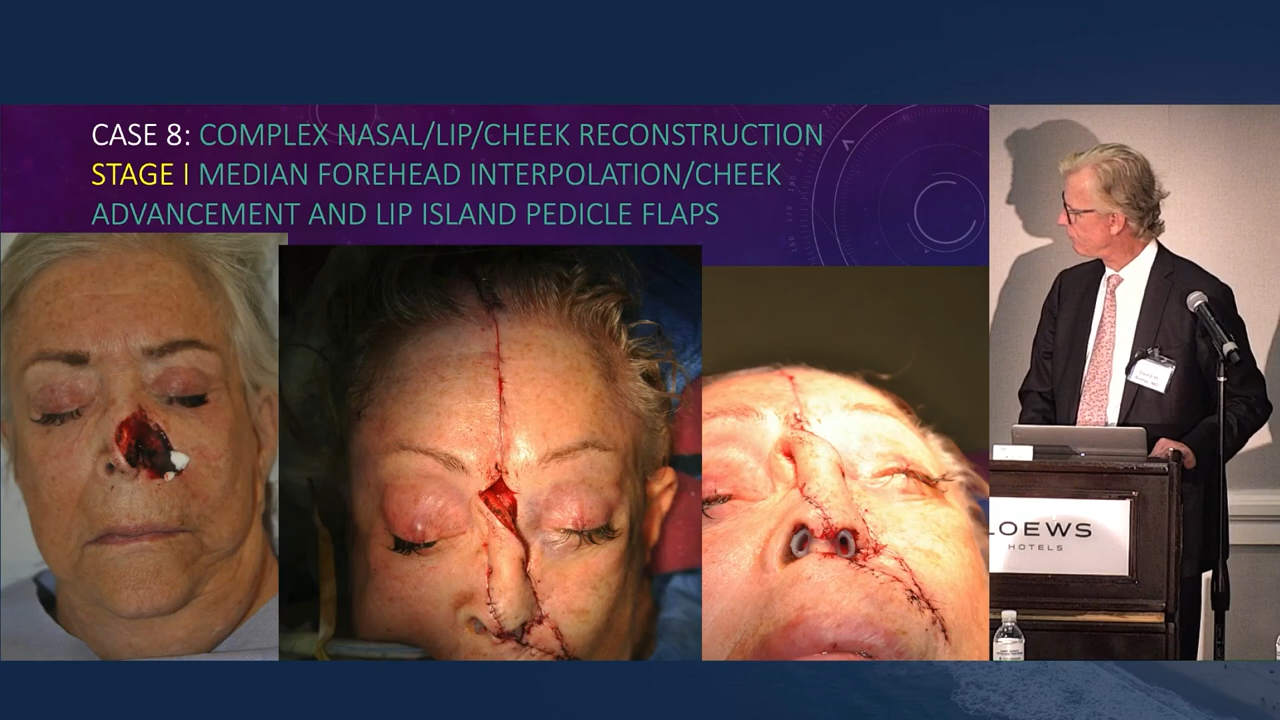 CASE 8: COMPLEX NASAL/LIP/CHEEK RECONSTRUCTION
STAGE I MEDIAN FOREHEAD INTERPOLATION/CHEEK
ADVANCEMENT AND LIP ISLAND PEDICLE FLAPS
LOEWS
HOTELS